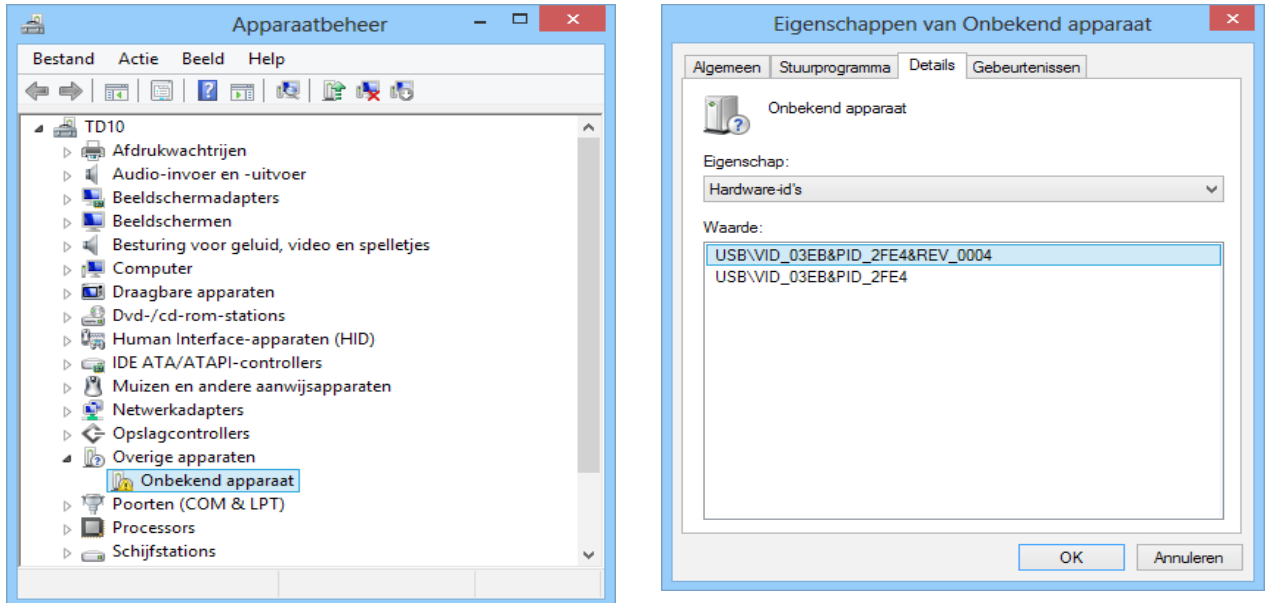 Apparaatbeheer
Bestand Actie Beeld Help
TD10
Afdrukwachtrijen
Audio-invoer en -uitvoer
Beeldschermadapters
Beeldschermen
Besturing voor geluid, video en spelletjes
Computer
Draagbare apparaten
Dvd-/cd-rom-stations
Human Interface-apparaten (HID)
IDE ATA/ATAPI-controllers
Muizen en andere aanwijsapparaten
Netwerkadapters
Opslagcontrollers
Overige apparaten
Onbekend apparaat
Poorten (COM & LPT)
Processors
Schijfstations
Eigenschappen van Onbekend apparaat
Algemeen Stuurprogramma Details Gebeurtenissen
Onbekend apparaat
Eigenschap:
Hardware-id's
Waarde:
USB\VID_03EB&PID_2FE4&REV_0004
USB\VID_03EB&PID_2FE4
OK Annuleren